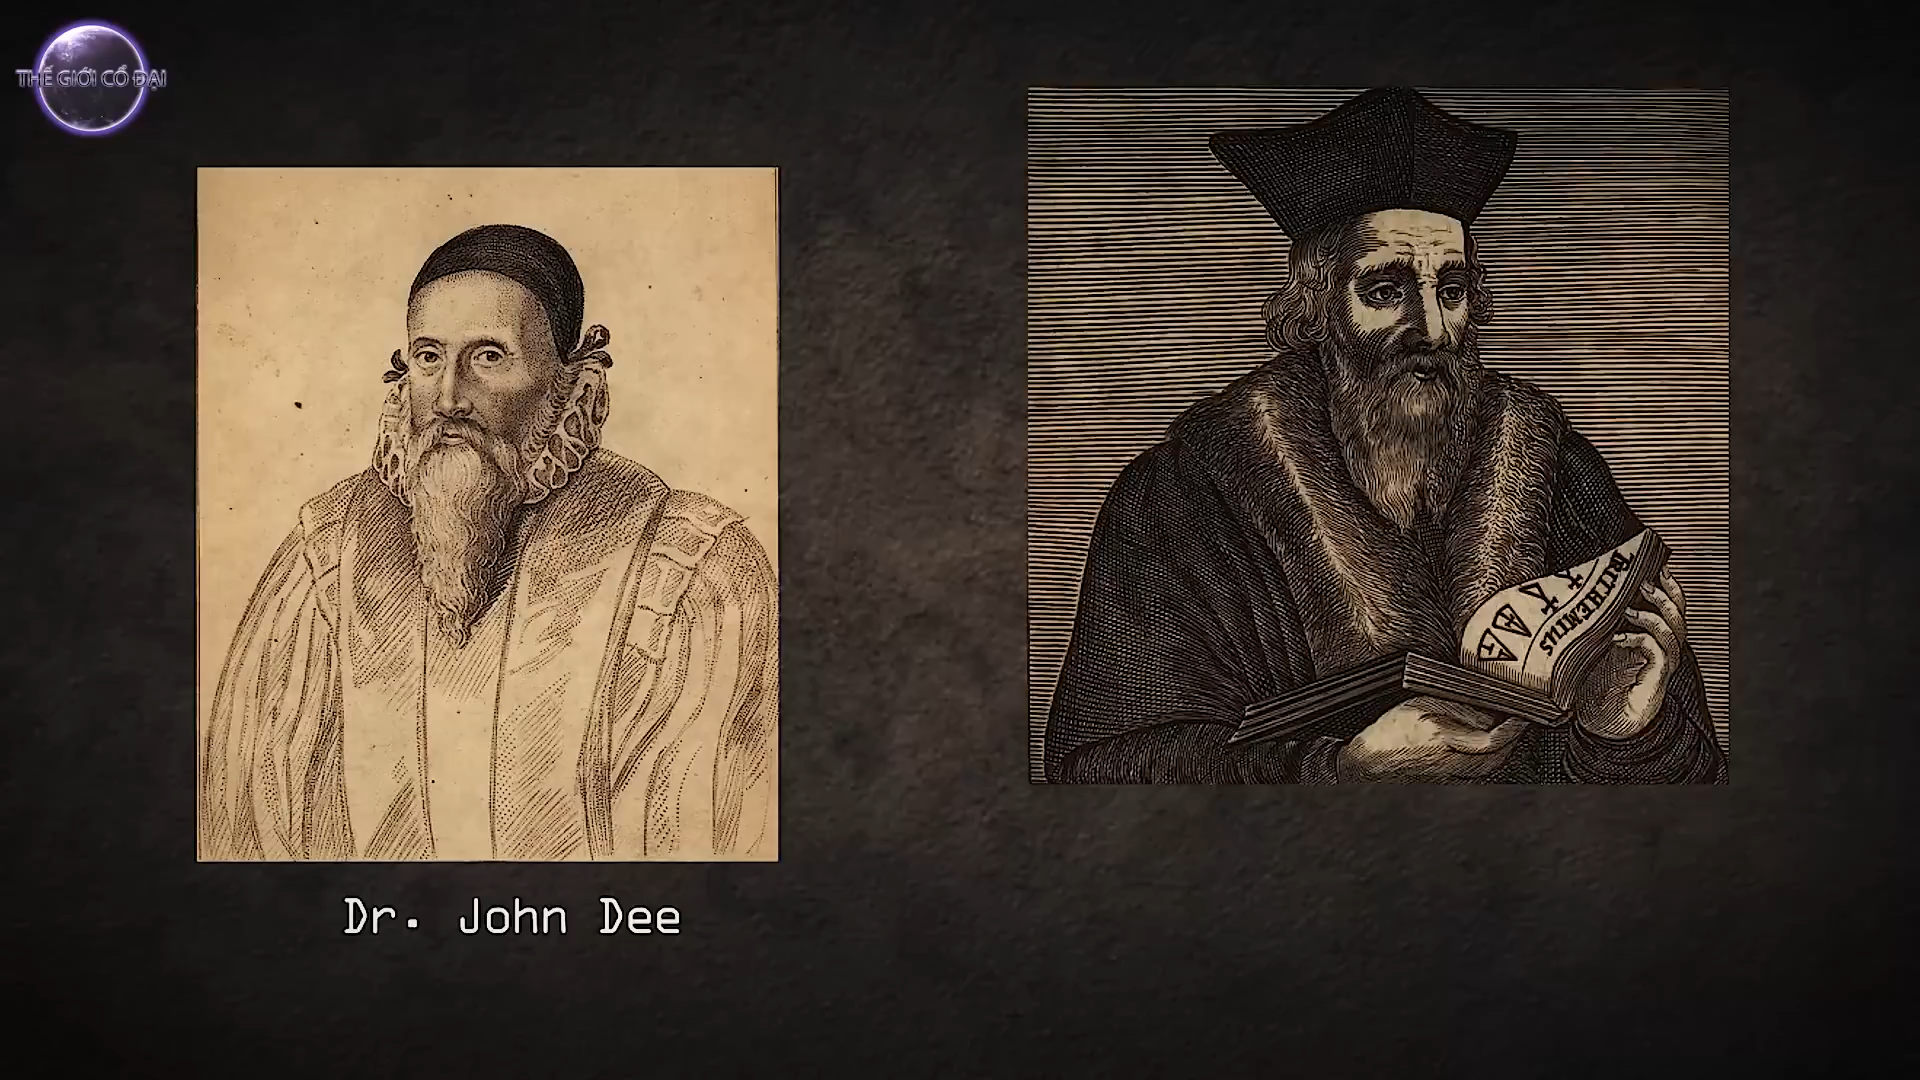 THẾ GIỚI CỔ ĐẠI
TRITHEMIUS
Dr. John Dee